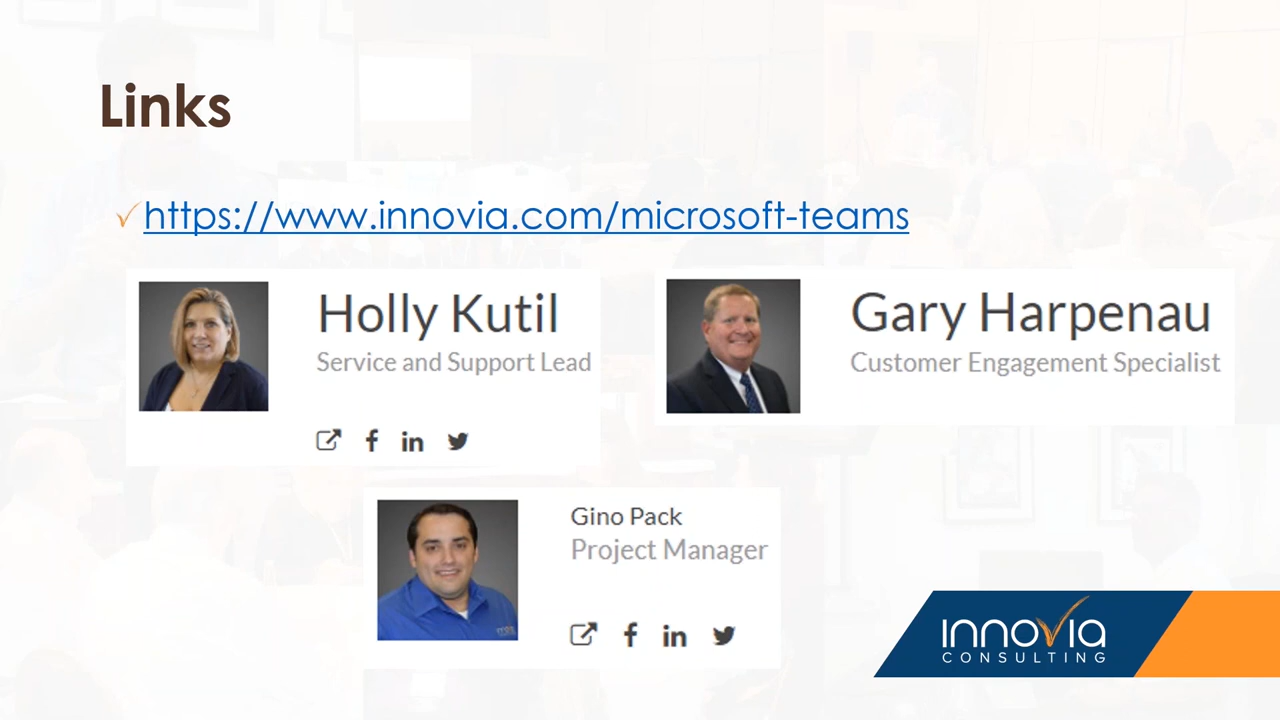 Links
https://www.innovia.com/microsoft-teams
Holly Kutil
Service and Support Lead
Gary Harpenau
Customer Engagement Specialist
Gino Pack
Project Manager
innovia
CONSULTING